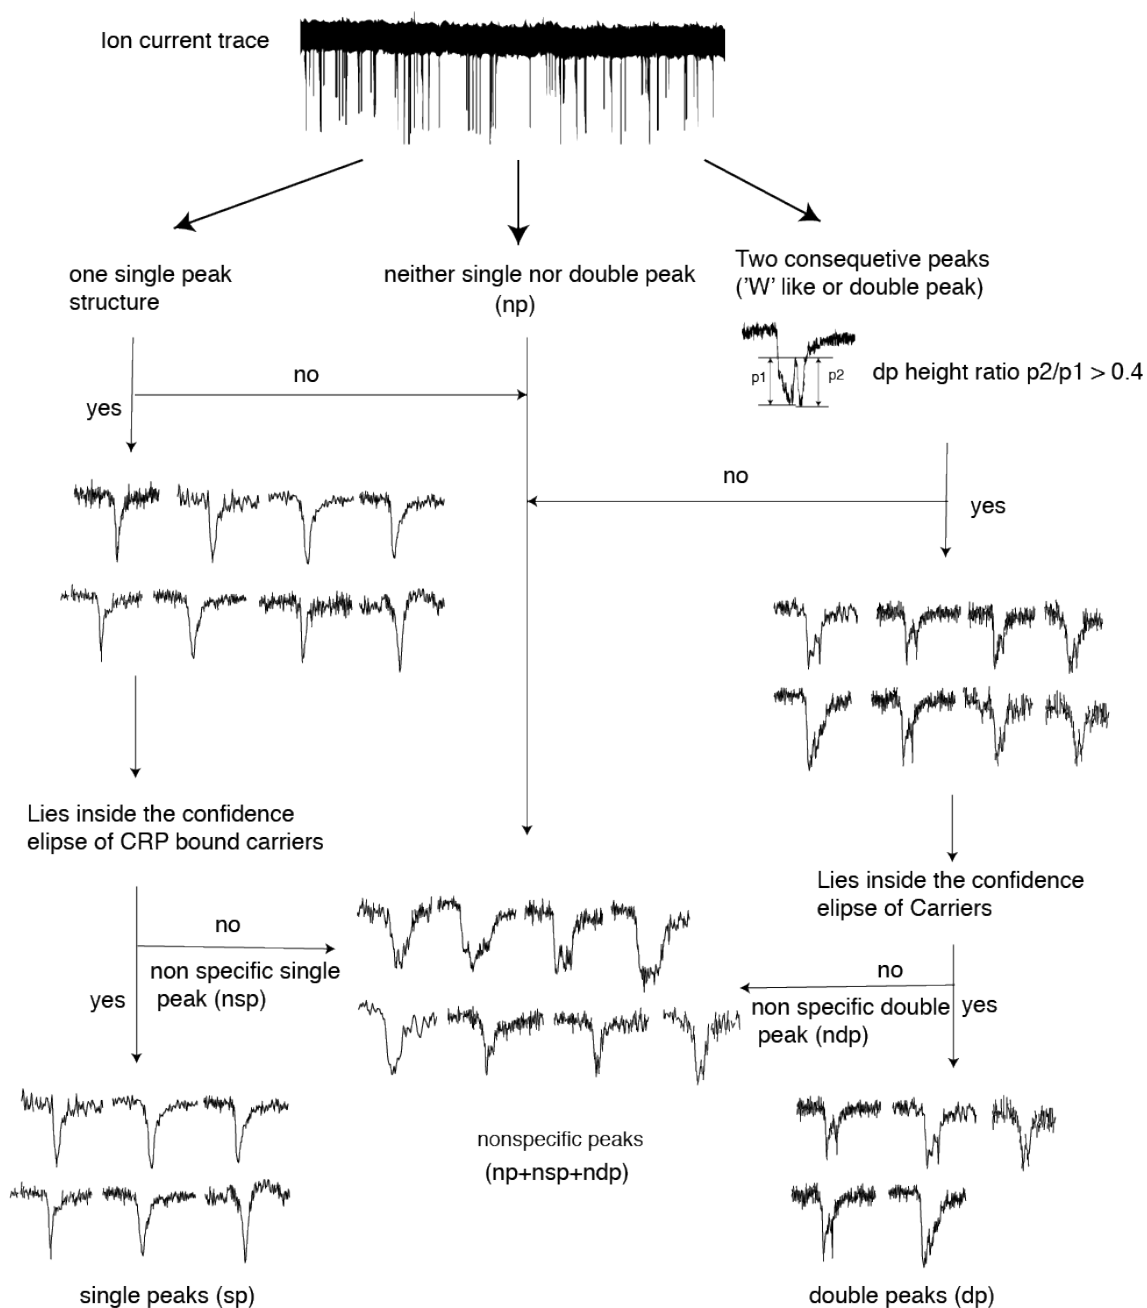 Ion current trace
one single peak
structure
neither single nor double peak
(np)
Two consequetive peaks
('W' like or double peak)
p1
p2
dp height ratio p2/p1 > 0.4
no
yes
no
yes
Lies inside the confidence
elipse of CRP bound carriers
Lies inside the confidence
elipse of Carriers
no
non specific single
peak (nsp)
yes
no
non specific double
peak (ndp)
yes
nonspecific peaks
(np+nsp+ndp)
single peaks (sp)
double peaks (dp)